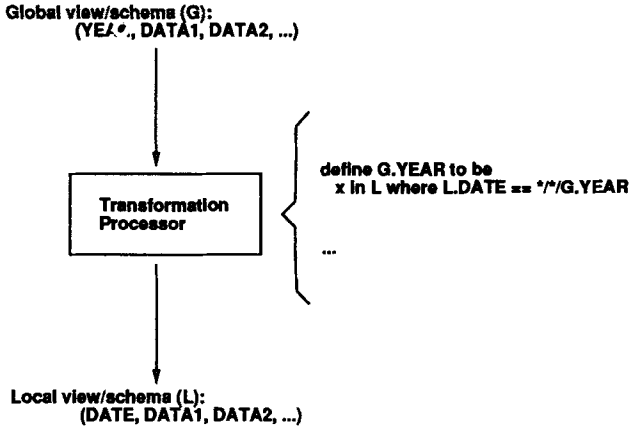 Global view/schema (G):
(YEAR, DATA1, DATA2, ...)
Transformation
Processor
define G.YEAR to be
x in L where L.DATE == */*/G.YEAR
...
Local view/schema (L):
(DATE, DATA1, DATA2, ...)